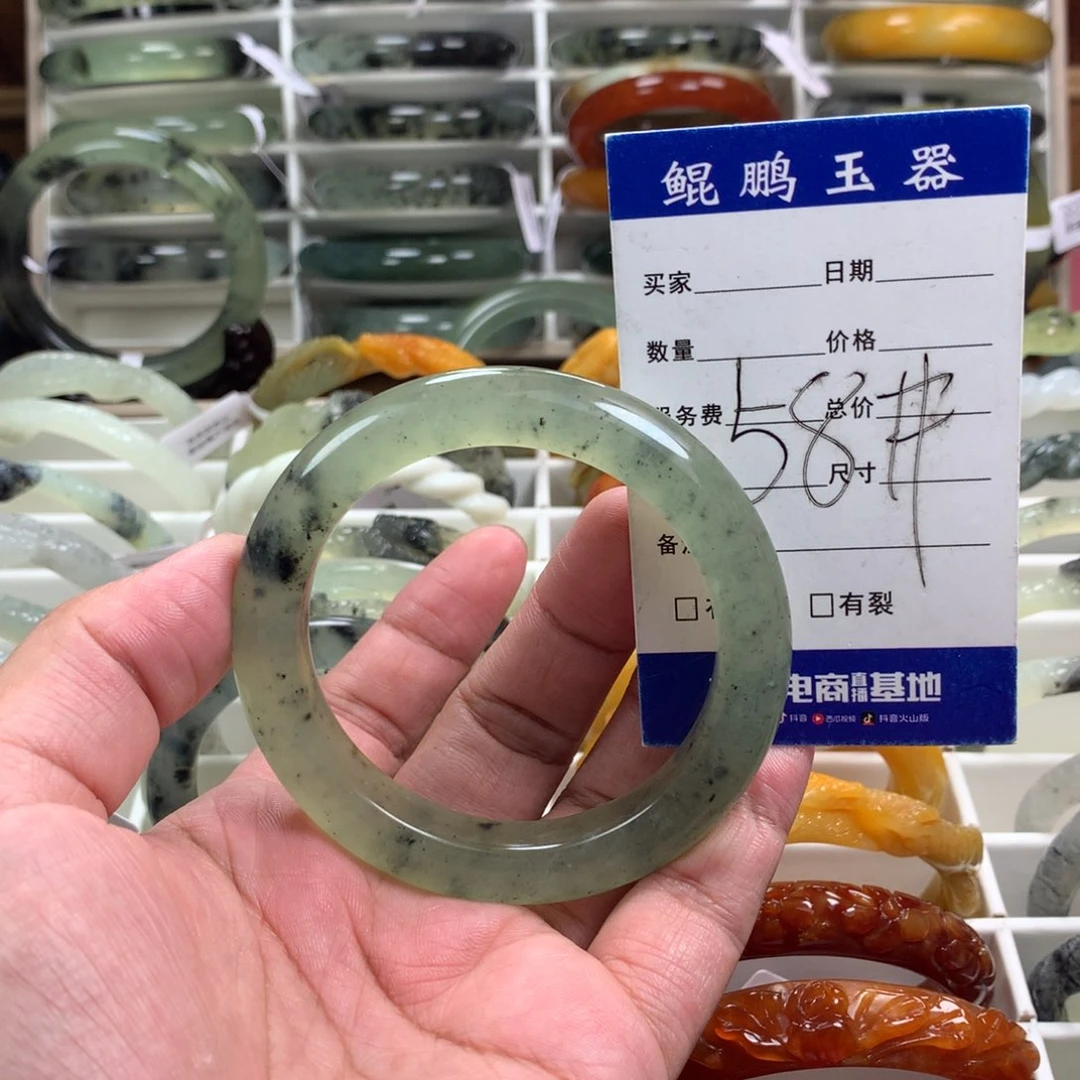 鲲鹏玉器
买家 日期
数量 价格
服务费 总价
58#
尺寸
备
有裂
电商直播基地
抖音 西瓜视频 抖音火山版